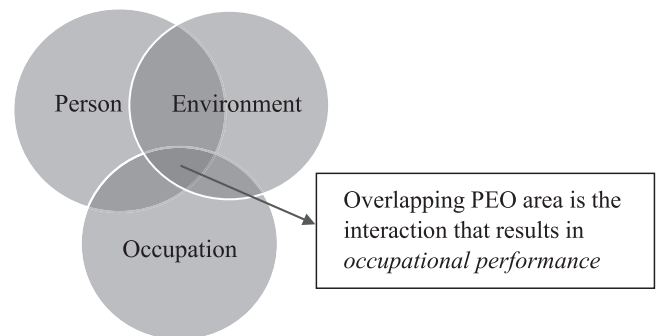 Person
Environment
Occupation
Overlapping PEO area is the
interaction that results in
occupational performance